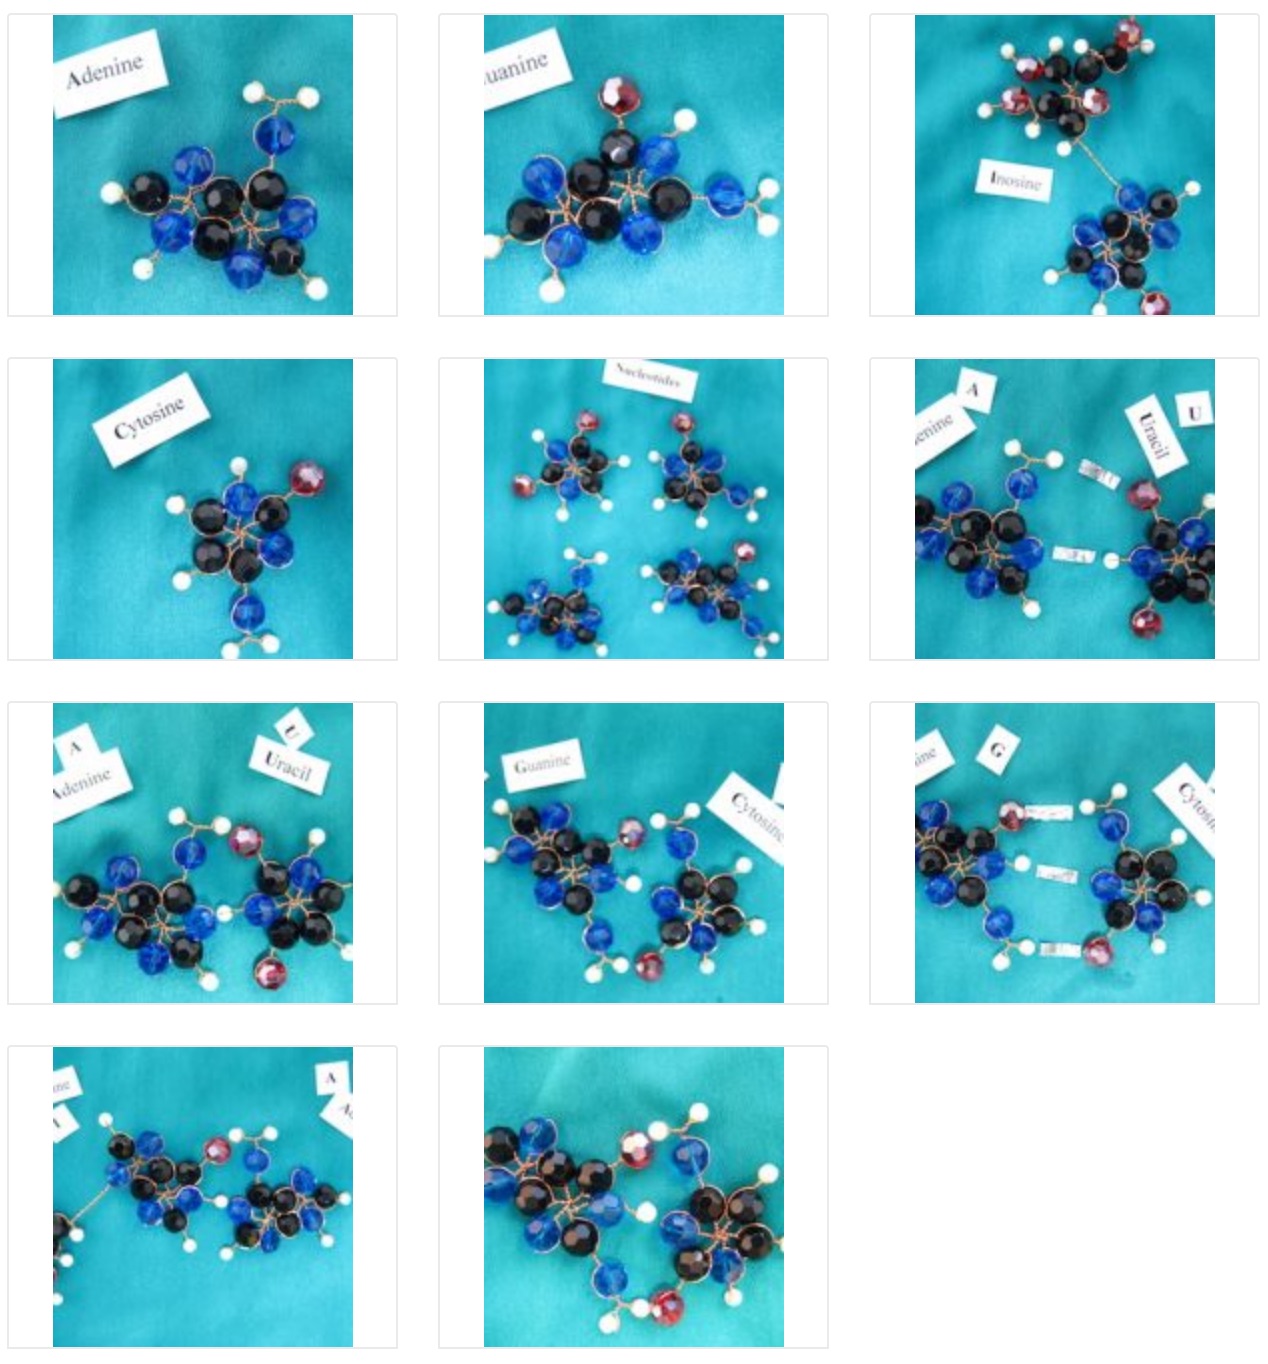 Adenine
uanine
Inosine
Cytosine
Nucleotides
A
enine
Uracil
U
A
Adenine
Uracil
Guanine
Cytosine
ine
G
Cytosi
ine
A
A